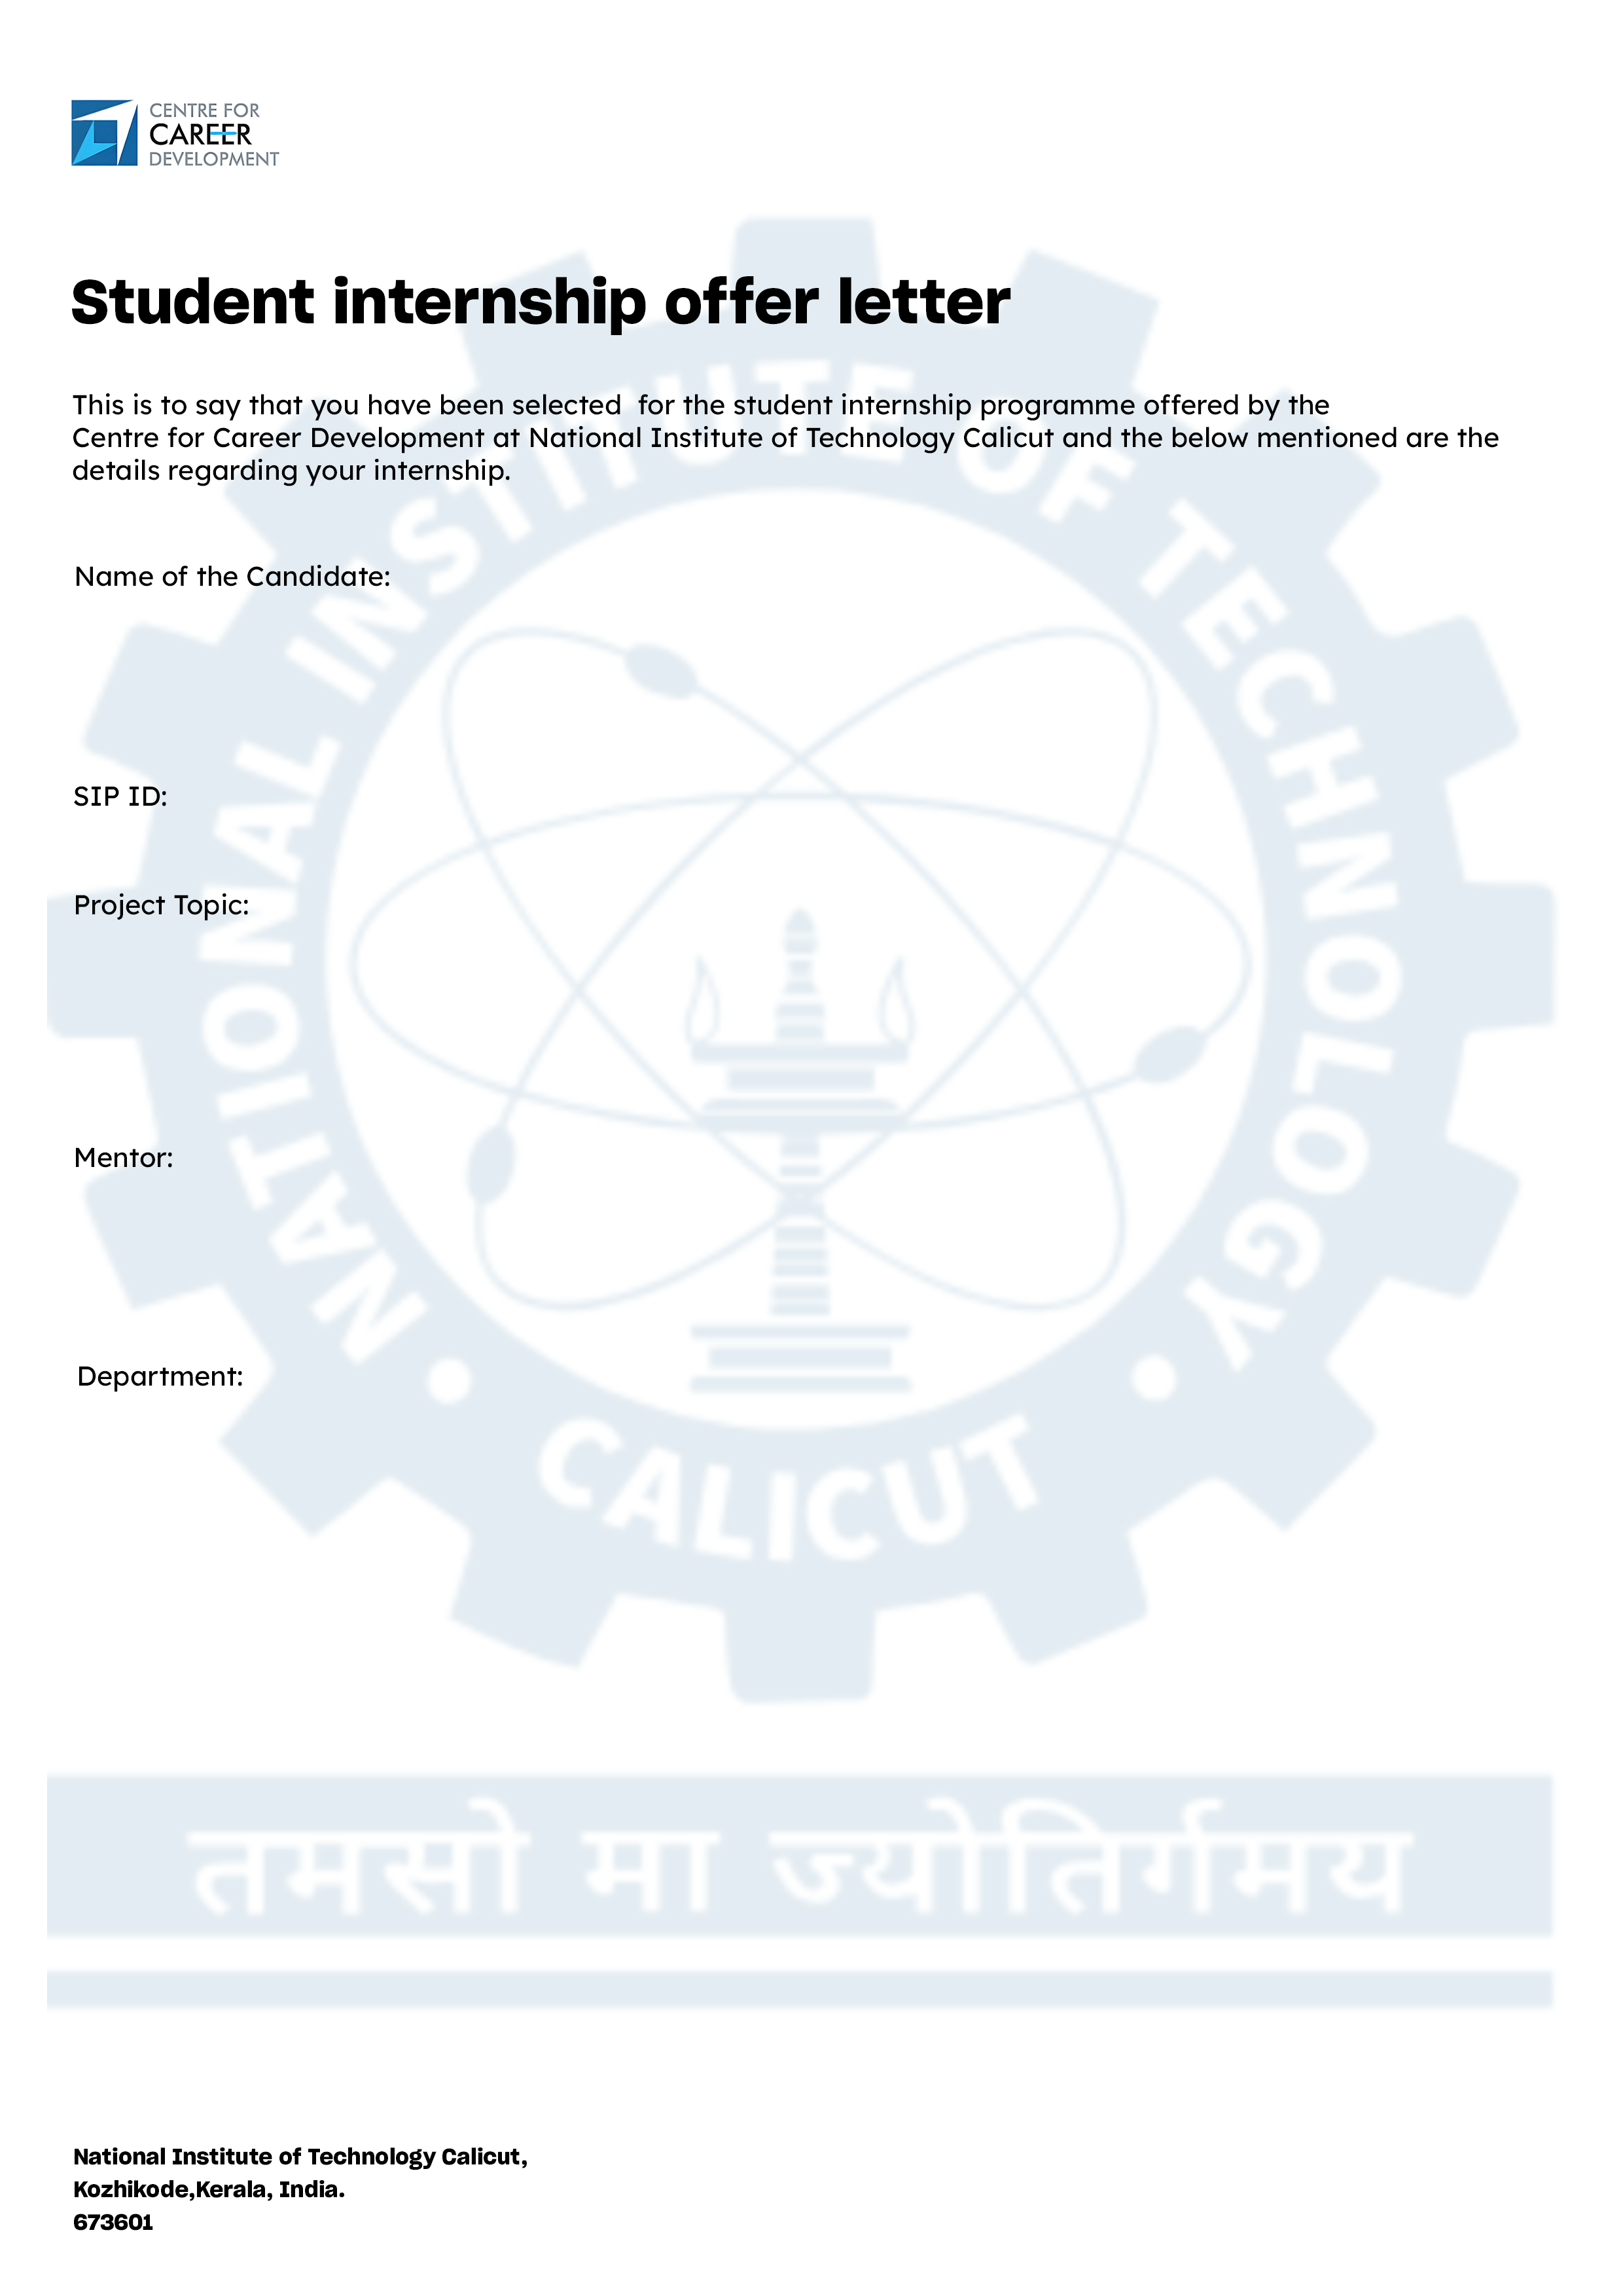 CENTRE FOR
CAREER
DEVELOPMENT
Student internship offer letter
This is to say that you have been selected  for the student internship programme offered by the
Centre for Career Development at National Institute of Technology Calicut and the below mentioned are the
details regarding your internship.
Name of the Candidate:
SIP ID:
Project Topic:
Mentor:
Department:
NATIONAL INSTITUTE OF TECHNOLOGY
CALICUT
तमसो मा ज्योतिर्गमय
National Institute of Technology Calicut,
Kozhikode,Kerala, India.
673601